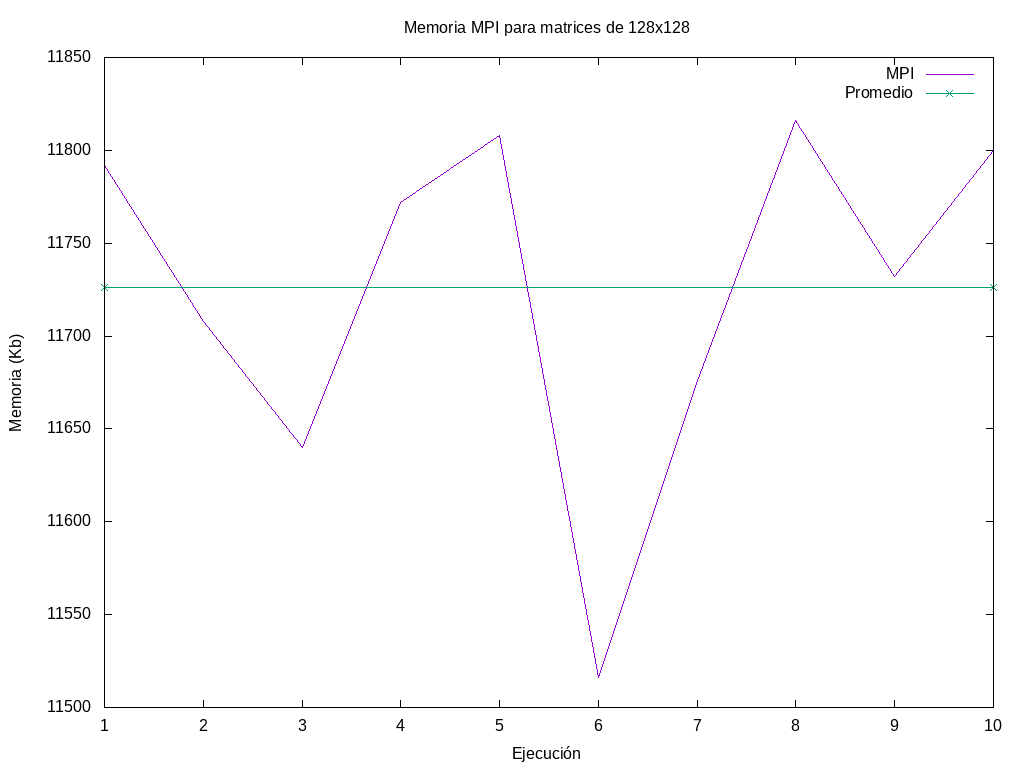 Memoria MPI para matrices de 128x128
MPI
Promedio
11850
11800
11750
11700
11650
11600
11550
11500
Memoria (Kb)
1 2 3 4 5 6 7 8 9 10
Ejecución